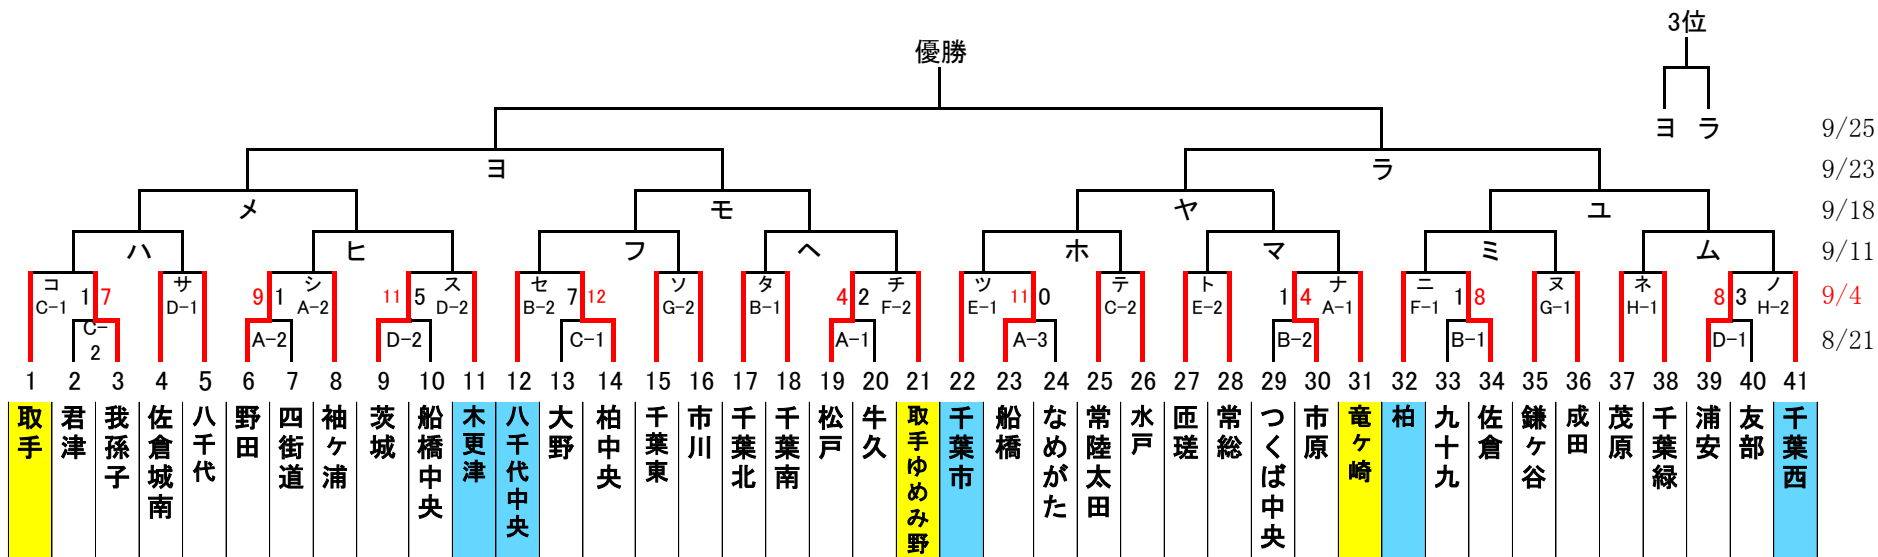 3位
優勝
ヨ ラ 9/25
ヨ ラ 9/23
メ モ ヤ ユ 9/18
ハ ヒ フ ヘ ホ マ ミ ム 9/11
コ サ シ ス セ ソ タ チ ツ テ ト ナ ニ ヌ ネ ノ
C-1 1 7 D-1 9 1 A-2 11 5 D-2 B-2 7 12 G-2 B-1 4 2 F-2 E-1 11 0 C-2 E-2 1 4 A-1 F-1 1 8 G-1 H-1 8 3 H-2 9/4
C-2 A-2 D-2 C-1 A-1 A-3 B-2 B-1 D-1 8/21
1 2 3 4 5 6 7 8 9 10 11 12 13 14 15 16 17 18 19 20 21 22 23 24 25 26 27 28 29 30 31 32 33 34 35 36 37 38 39 40 41
取手
君津
我孫子
佐倉城南
八千代
野田
四街道
袖ヶ浦
茨城
船橋中央
木更津
八千代中央
大野
柏中央
千葉東
市川
千葉北
千葉南
松戸
牛久
取手ゆめみ野
千葉市
船橋
なめがた
常陸太田
水戸
匝瑳
常総
つくば中央
市原
竜ヶ崎
柏
九十九
佐倉
鎌ヶ谷
成田
茂原
千葉緑
浦安
友部
千葉西